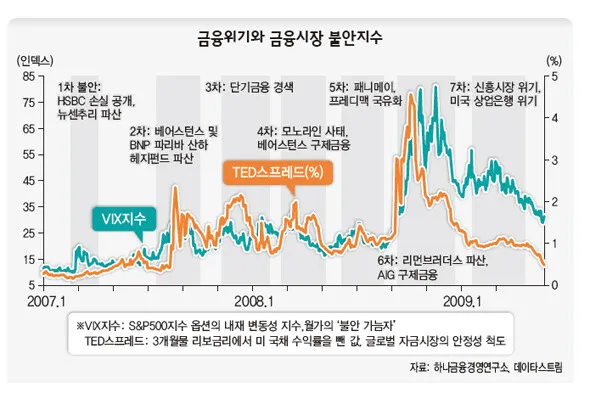 금융위기와 금융시장 불안지수
(인덱스)
(%)
85
75
65
55
45
35
25
15
5
5
4
3
2
1
0
1차 불안:
HSBC 손실 공개,
뉴센추리 파산
2차: 베어스턴스 및
BNP 파리바 산하
헤지펀드 파산
3차: 단기금융 경색
4차: 모노라인 사태,
베어스턴스 구제금융
5차: 패니메이,
프레디맥 국유화
7차: 신흥시장 위기,
미국 상업은행 위기
TED스프레드(%)
VIX지수
6차: 리먼브러더스 파산,
AIG 구제금융
2007.1
2008.1
2009.1
※VIX지수: S&P500지수 옵션의 내재 변동성 지수.월가의 '불안 가늠자'
TED스프레드: 3개월물 리보금리에서 미 국채 수익률을 뺀 값, 글로벌 자금시장의 안정성 척도
자료: 하나금융경영연구소, 데이타스트림